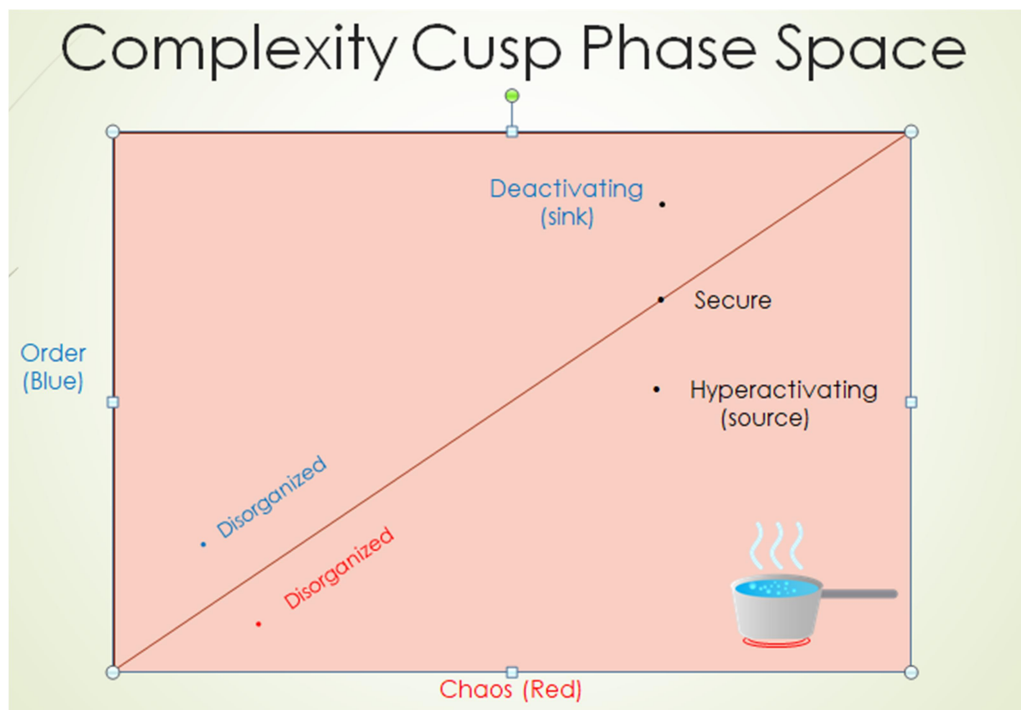 Complexity Cusp Phase Space
Deactivating
(sink)
Secure
Order
(Blue)
Hyperactivating
(source)
Disorganized
Disorganized
Chaos (Red)